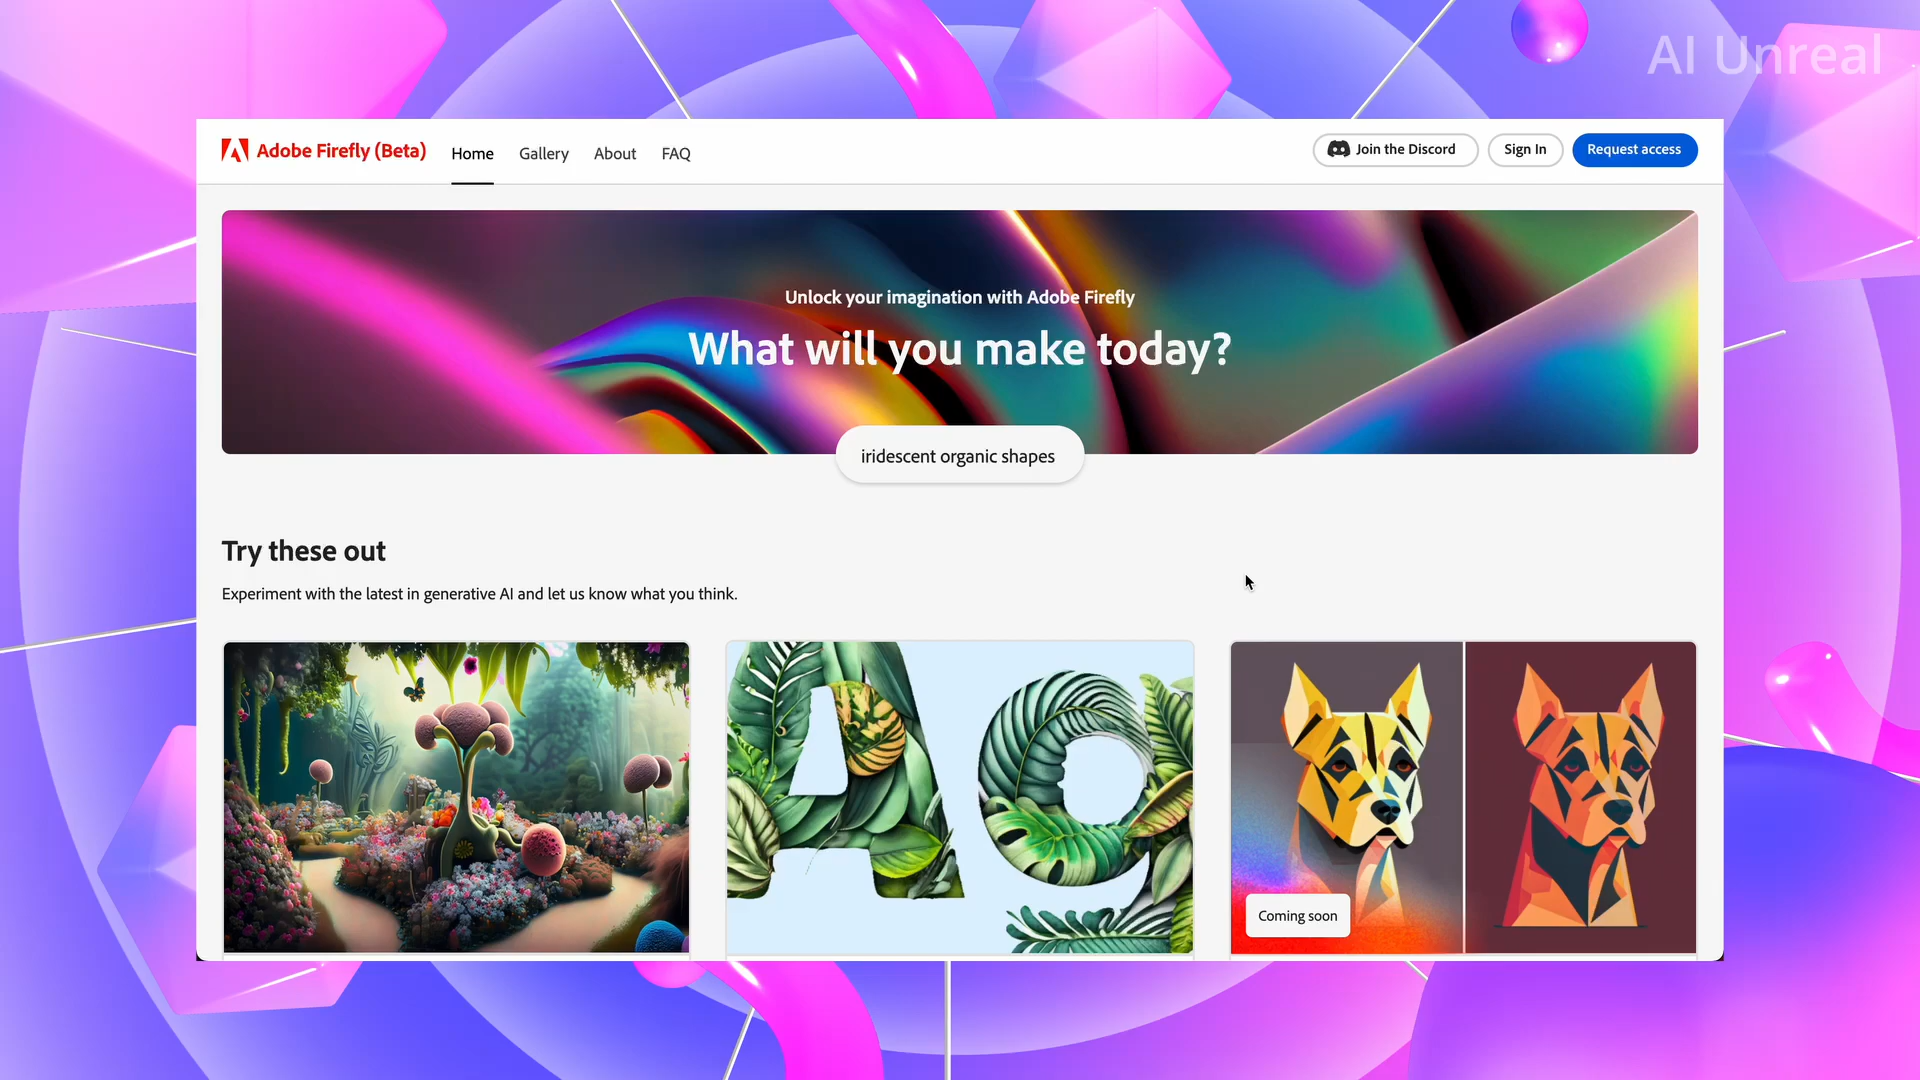 AI Unreal
Adobe Firefly (Beta)
Home
Gallery
About
FAQ
Join the Discord
Sign In
Request access
Unlock your imagination with Adobe Firefly
What will you make today?
iridescent organic shapes
Try these out
Experiment with the latest in generative AI and let us know what you think.
Ag
Coming soon